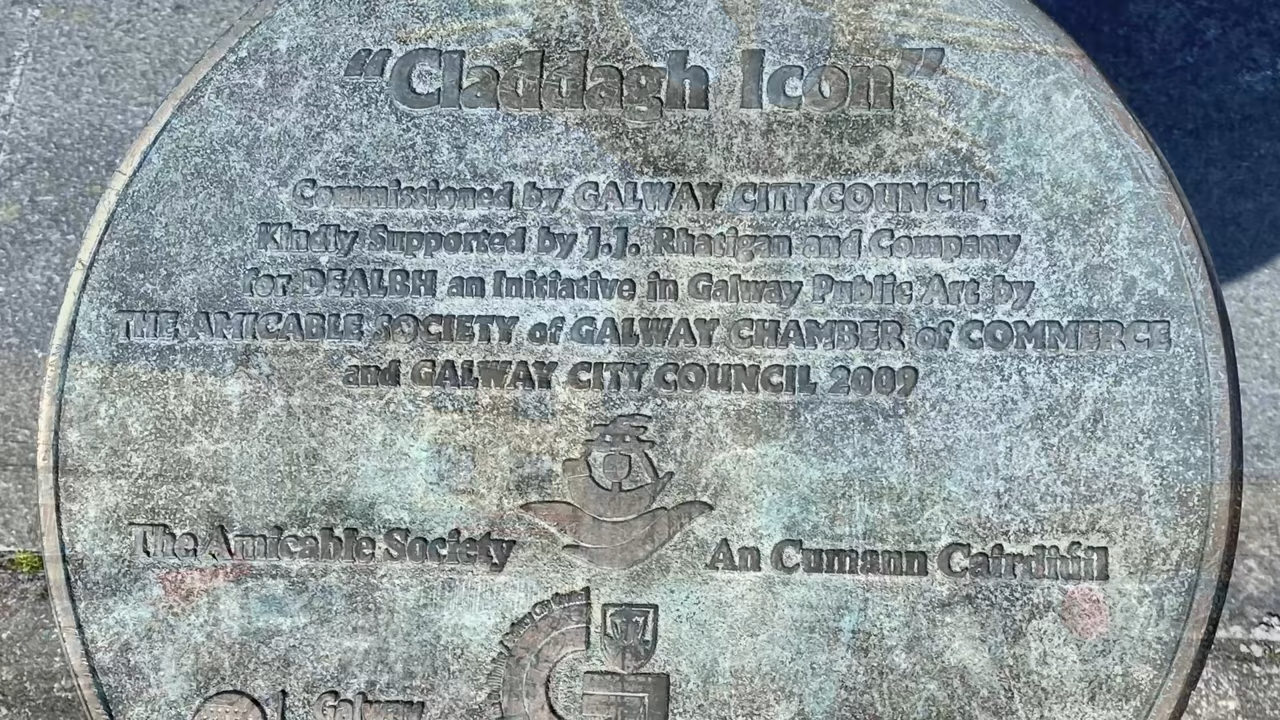 “Claddagh Icon”
Commissioned by GALWAY CITY COUNCIL
Kindly Supported by J.J. Rhatigan and Company
for DEALBH an Initiative in Galway Public Art by
THE AMICABLE SOCIETY of GALWAY CHAMBER of COMMERCE
and GALWAY CITY COUNCIL 2009
The Amicable Society
An Cumann Cairdiúil
Galway